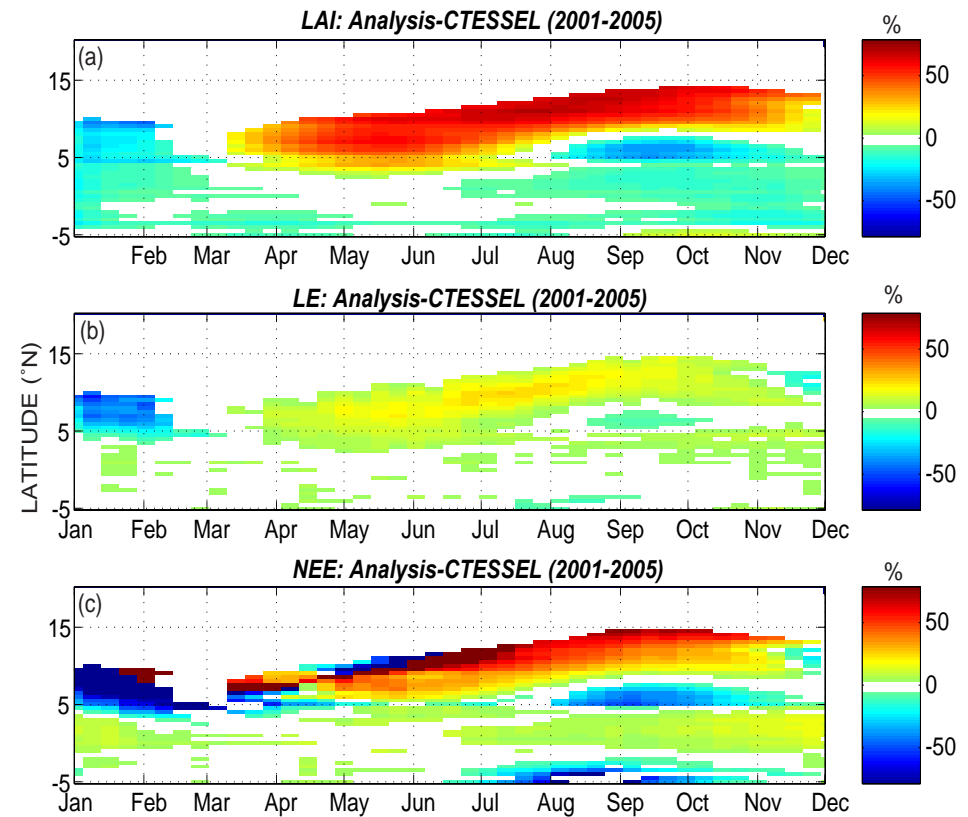 LAI: Analysis-CTESSEL (2001-2005)
%
(a)
15
5
-5
Feb Mar Apr May Jun Jul Aug Sep Oct Nov Dec
50
0
-50
LE: Analysis-CTESSEL (2001-2005)
%
(b)
LATITUDE (°N)
15
5
-5
Jan Feb Mar Apr May Jun Jul Aug Sep Oct Nov Dec
50
0
-50
NEE: Analysis-CTESSEL (2001-2005)
%
(c)
15
5
-5
Jan Feb Mar Apr May Jun Jul Aug Sep Oct Nov Dec
50
0
-50